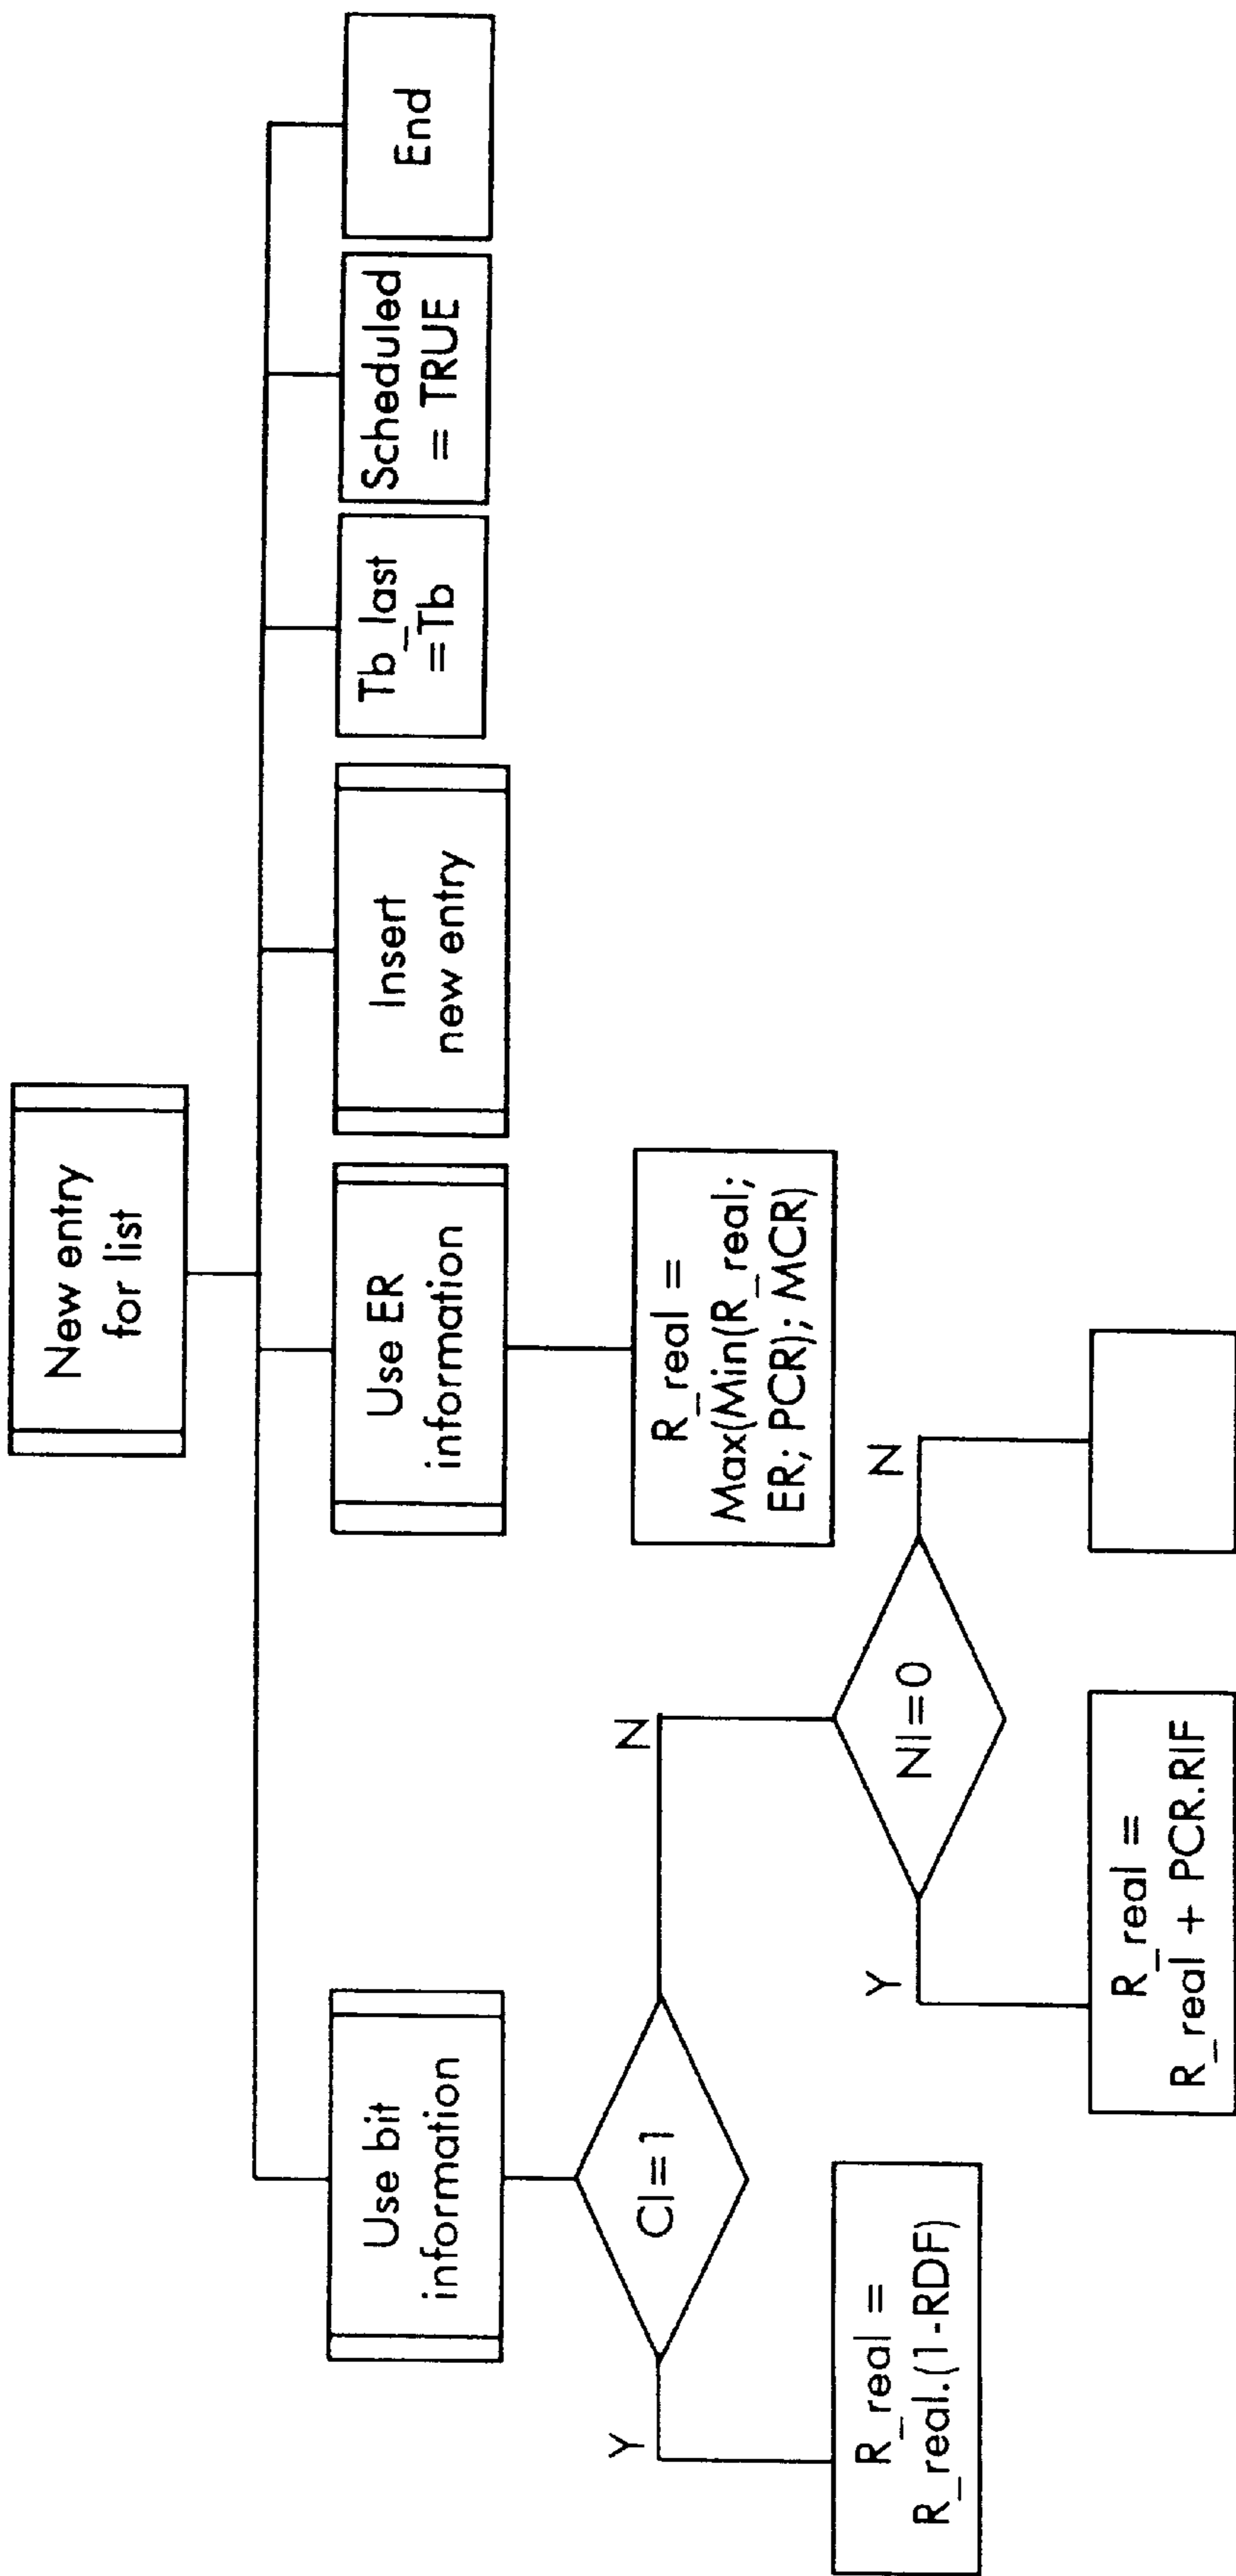 New entry
for list
Use bit
information
Use ER
information
Insert
new entry
Tb_last
=Tb
Scheduled
= TRUE
End
CI=1
Y
N
R_real =
R_real.(1-RDF)
NI=0
Y
N
R_real =
R_real + PCR.RIF
R_real =
Max(Min(R_real;
ER; PCR); MCR)